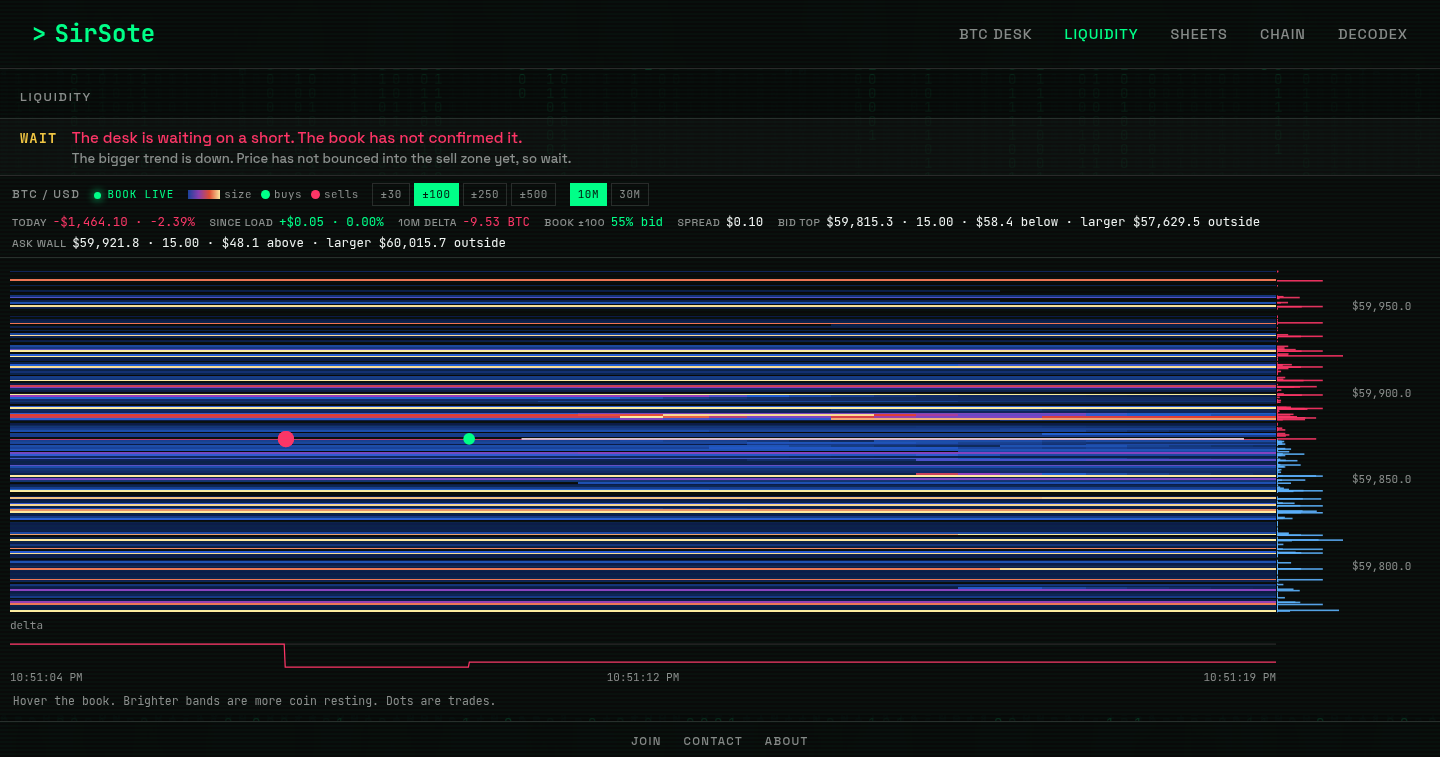 > SirSote
BTC DESK LIQUIDITY SHEETS CHAIN DECODEX
LIQUIDITY
WAIT The desk is waiting on a short. The book has not confirmed it.
The bigger trend is down. Price has not bounced into the sell zone yet, so wait.
BTC / USD BOOK LIVE size buys sells ±30 ±100 ±250 ±500 10M 30M
TODAY -$1,464.10 · -2.39% SINCE LOAD +$0.05 · 0.00% 10M DELTA -9.53 BTC BOOK ±100 55% bid SPREAD $0.10 BID TOP $59,815.3 · 15.00 · $58.4 below · larger $57,629.5 outside
ASK WALL $59,921.8 · 15.00 · $48.1 above · larger $60,015.7 outside
$59,950.0
$59,900.0
$59,850.0
$59,800.0
delta
10:51:04 PM 10:51:12 PM 10:51:19 PM
Hover the book. Brighter bands are more coin resting. Dots are trades.
JOIN CONTACT ABOUT